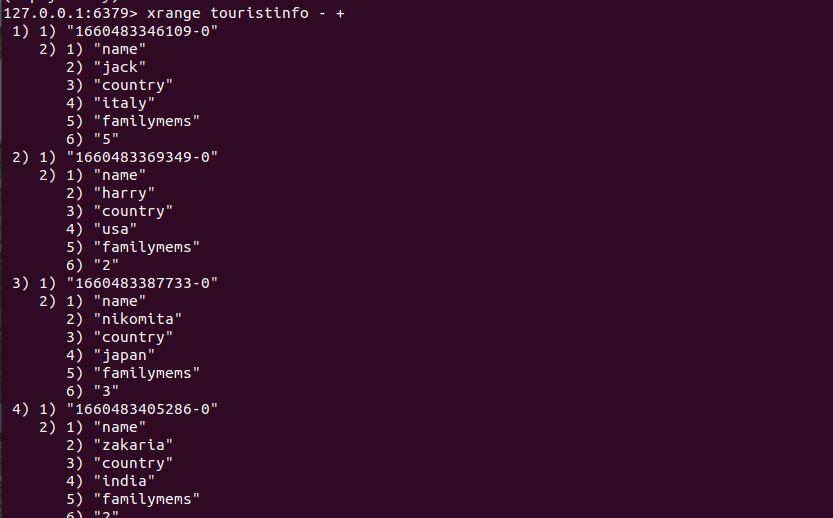 127.0.0.1:6379> xrange touristinfo - +
 1) 1) "1660483346109-0"
    2) 1) "name"
       2) "jack"
       3) "country"
       4) "italy"
       5) "familymems"
       6) "5"
 2) 1) "1660483369349-0"
    2) 1) "name"
       2) "harry"
       3) "country"
       4) "usa"
       5) "familymems"
       6) "2"
 3) 1) "1660483387733-0"
    2) 1) "name"
       2) "nikomita"
       3) "country"
       4) "japan"
       5) "familymems"
       6) "3"
 4) 1) "1660483405286-0"
    2) 1) "name"
       2) "zakaria"
       3) "country"
       4) "india"
       5) "familymems"
       6) "2"